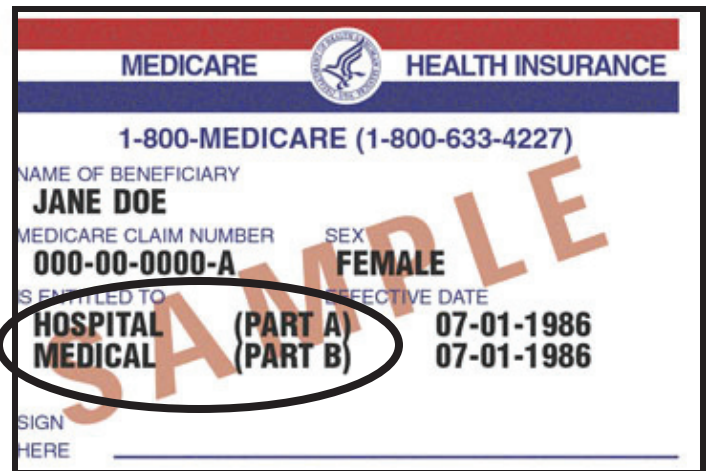 MEDICARE HEALTH INSURANCE
1-800-MEDICARE (1-800-633-4227)
NAME OF BENEFICIARY
JANE DOE
MEDICARE CLAIM NUMBER SEX
000-00-0000-A FEMALE
IS ENTITLED TO EFFECTIVE DATE
HOSPITAL (PART A) 07-01-1986
MEDICAL (PART B) 07-01-1986
SIGN
HERE
SAMPLE